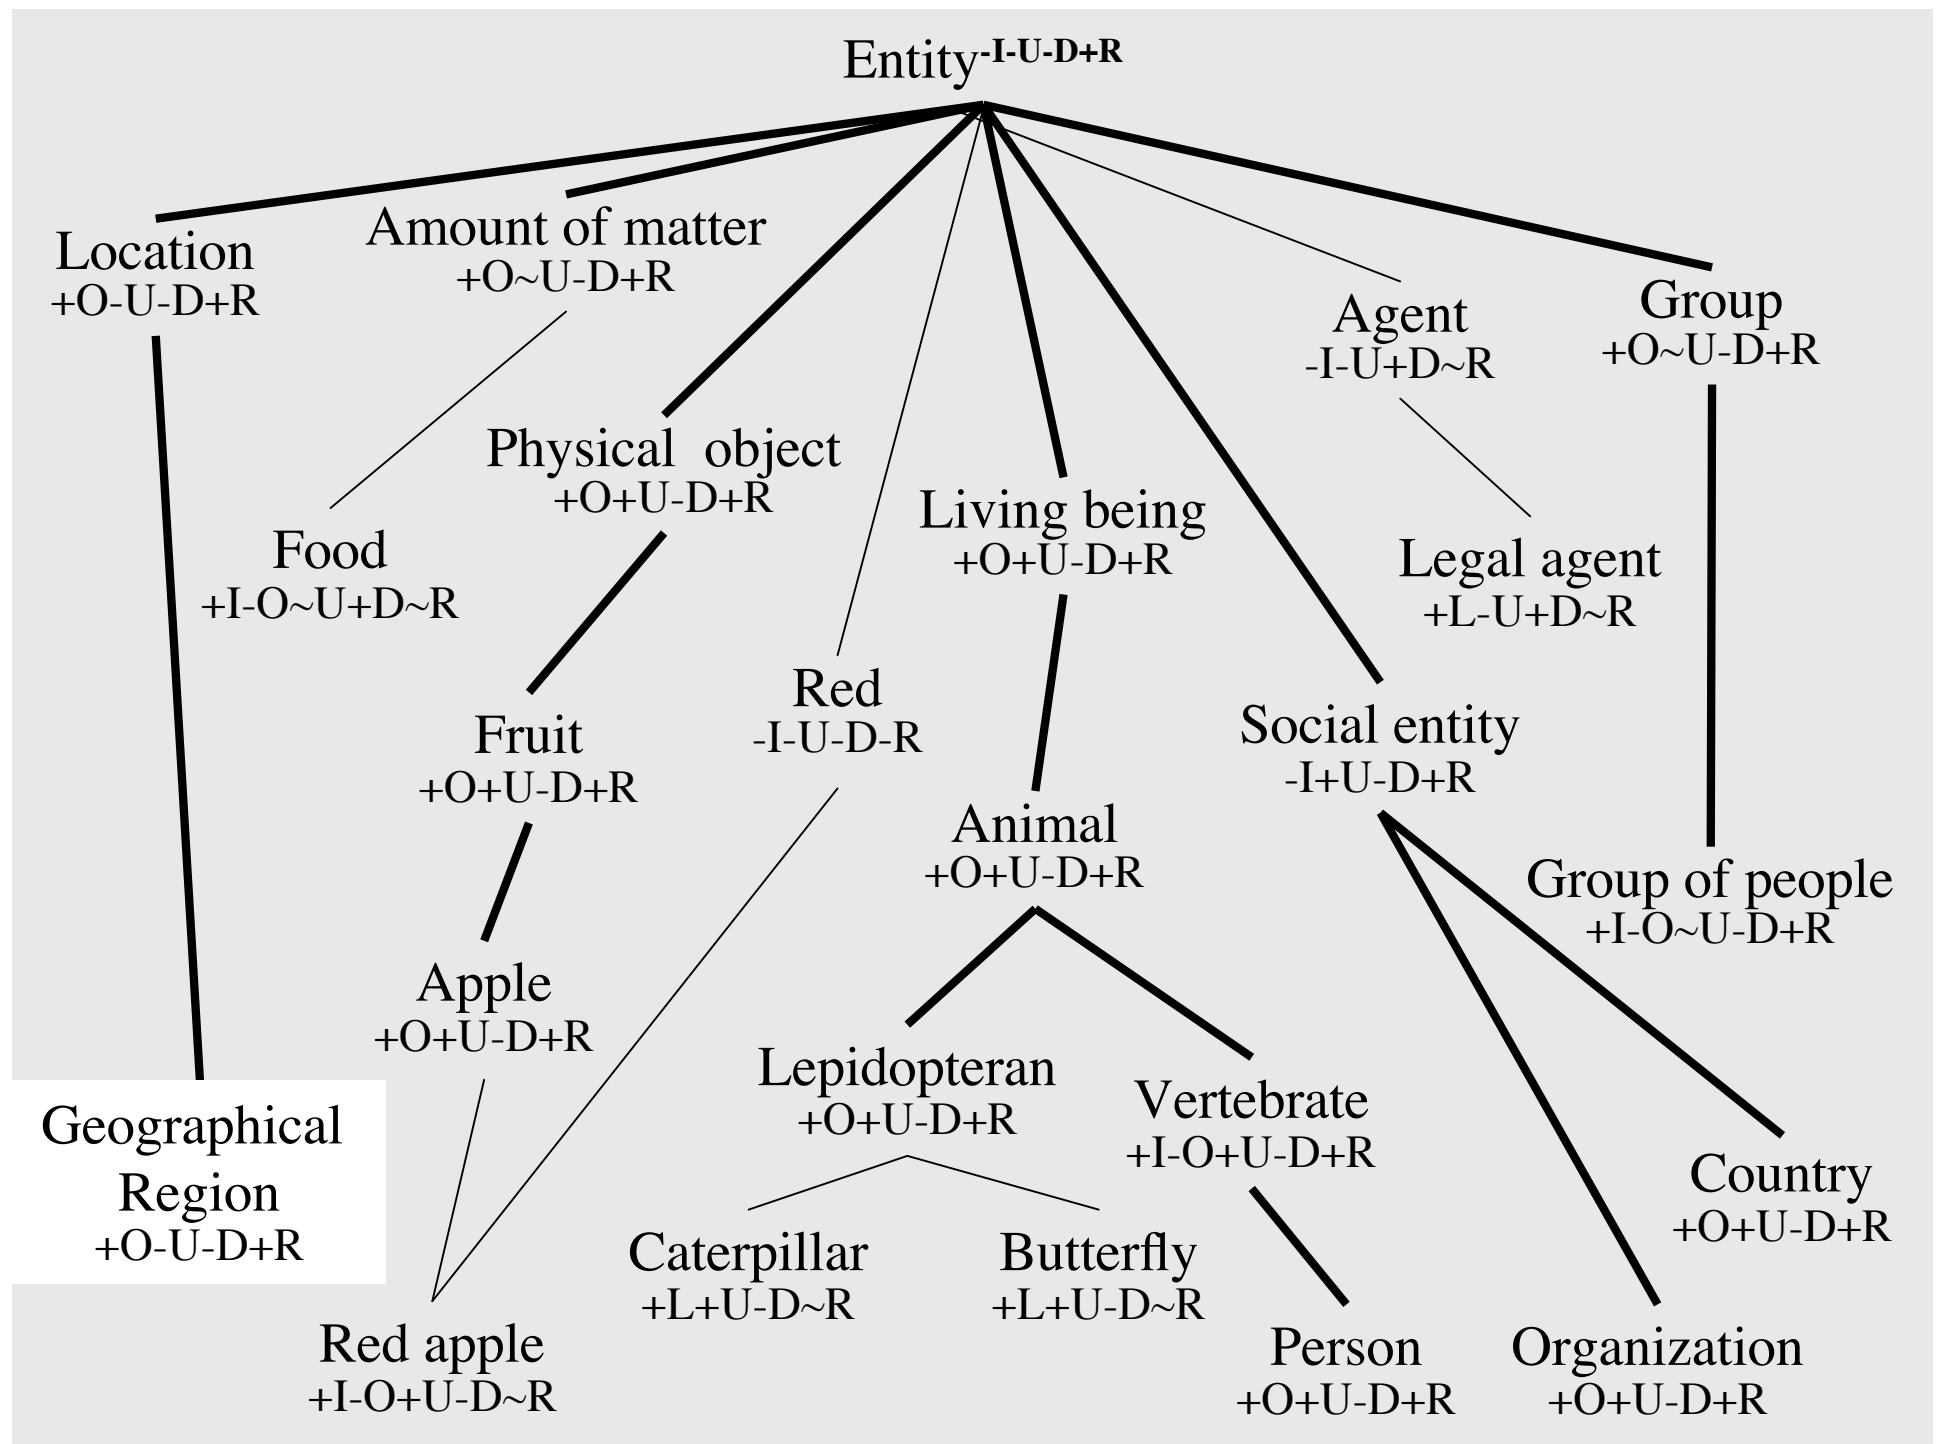 Entity-I-U-D+R
Location
+O-U-D+R
Amount of matter
+O~U-D+R
Agent
-I-U+D~R
Group
+O~U-D+R
Physical object
+O+U-D+R
Living being
+O+U-D+R
Food
+I-O~U+D~R
Legal agent
+L-U+D~R
Red
-I-U-D-R
Fruit
+O+U-D+R
Social entity
-I+U-D+R
Animal
+O+U-D+R
Group of people
+I-O~U-D+R
Apple
+O+U-D+R
Lepidopteran
+O+U-D+R
Vertebrate
+I-O+U-D+R
Geographical
Region
+O-U-D+R
Country
+O+U-D+R
Caterpillar
+L+U-D~R
Butterfly
+L+U-D~R
Red apple
+I-O+U-D~R
Person
+O+U-D+R
Organization
+O+U-D+R